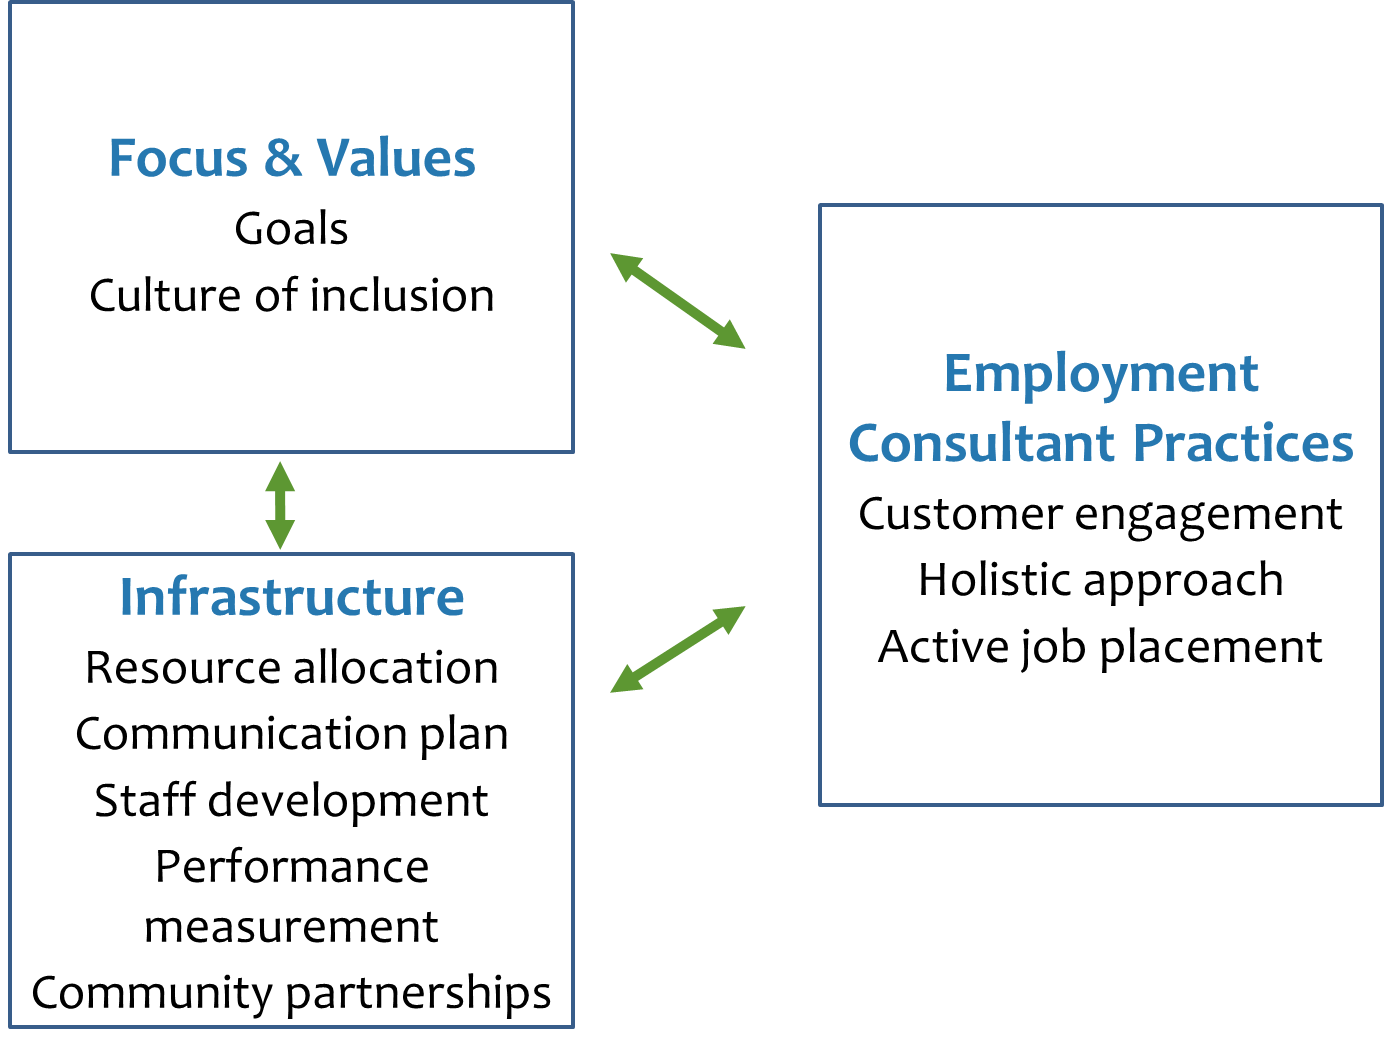 Focus & Values
Goals
Culture of inclusion
Infrastructure
Resource allocation
Communication plan
Staff development
Performance
measurement
Community partnerships
Employment
Consultant Practices
Customer engagement
Holistic approach
Active job placement